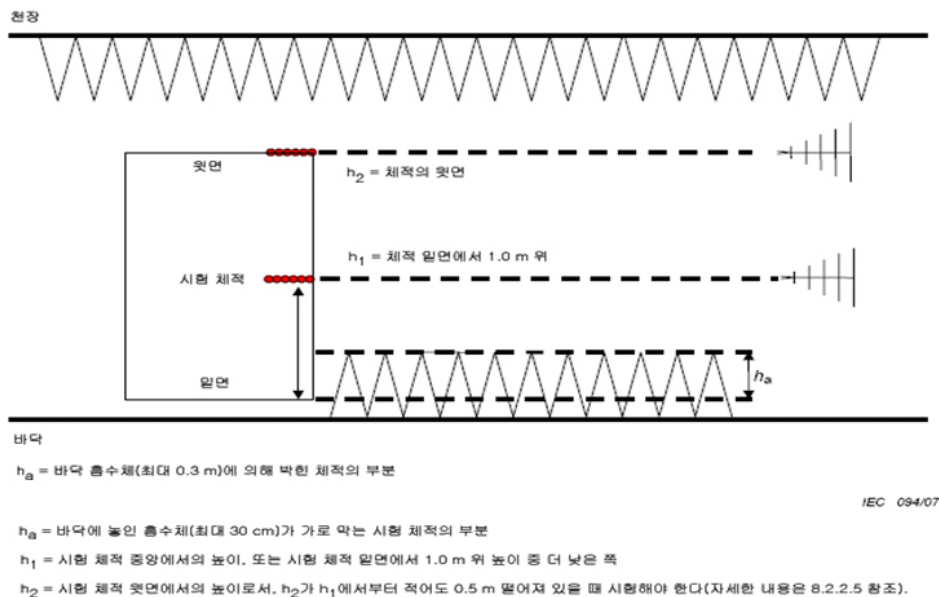 천장
윗면
h2 = 체적의 윗면
h1 = 체적 밑면에서 1.0 m 위
시험 체적
ha
밑면
바닥
ha = 바닥 흡수체(최대 0.3 m)에 의해 박힌 체적의 부분
IEC 094/07
ha = 바닥에 놓인 흡수체(최대 30 cm)가 가로 막는 시험 체적의 부분
h1 = 시험 체적 중앙에서의 높이, 또는 시험 체적 밑면에서 1.0 m 위 높이 중 더 낮은 쪽
h2 = 시험 체적 윗면에서의 높이로서, h2가 h1에서부터 적어도 0.5 m 떨어져 있을 때 시험해야 한다(자세한 내용은 8.2.2.5 참조).